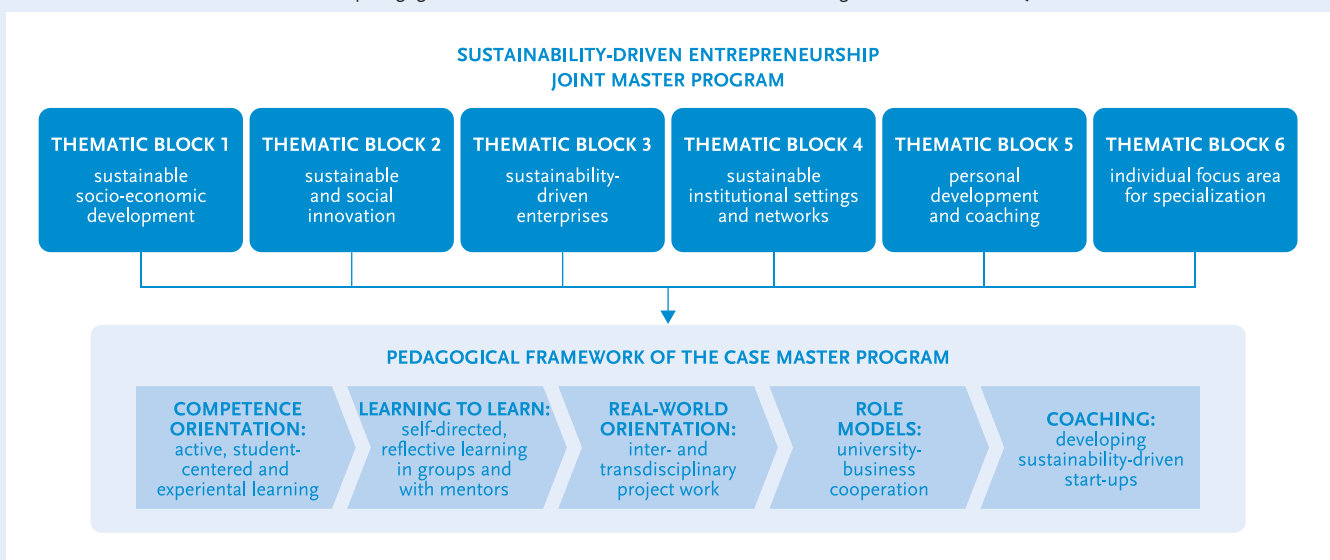 SUSTAINABILITY-DRIVEN ENTREPRENEURSHIP
JOINT MASTER PROGRAM
THEMATIC BLOCK 1
sustainable
socio-economic
development
THEMATIC BLOCK 2
sustainable
and social
innovation
THEMATIC BLOCK 3
sustainability-
driven
enterprises
THEMATIC BLOCK 4
sustainable
institutional settings
and networks
THEMATIC BLOCK 5
personal
development
and coaching
THEMATIC BLOCK 6
individual focus area
for specialization
PEDAGOGICAL FRAMEWORK OF THE CASE MASTER PROGRAM
COMPETENCE
ORIENTATION:
active, student-
centered and
experiental learning
LEARNING TO LEARN:
self-directed,
reflective learning
in groups and
with mentors
REAL-WORLD
ORIENTATION:
inter- and
transdisciplinary
project work
ROLE
MODELS:
university-
business
cooperation
COACHING:
developing
sustainability-driven
start-ups